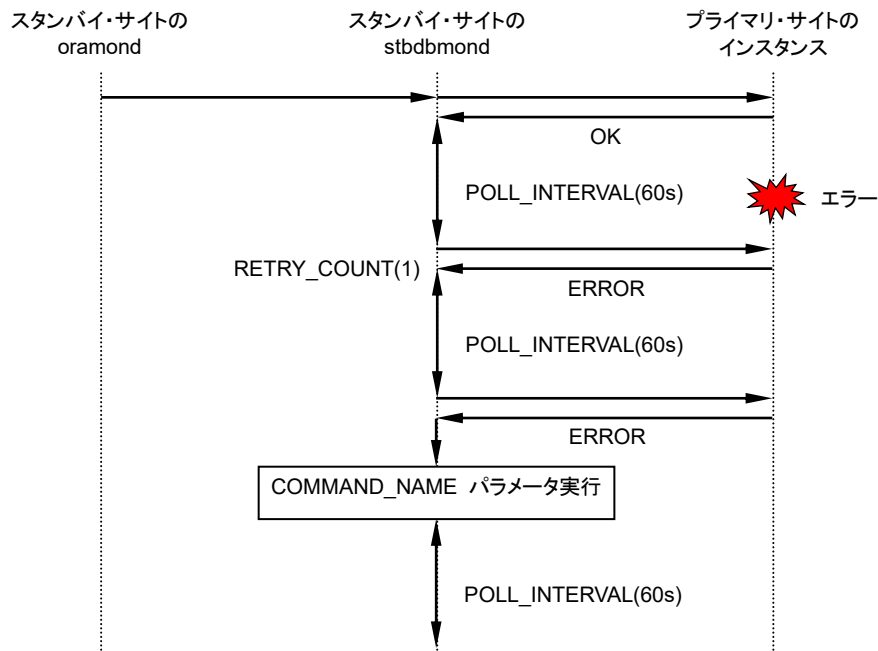 スタンバイ・サイトの
oramond
スタンバイ・サイトの
stbdbmond
プライマリ・サイトの
インスタンス
OK
POLL_INTERVAL(60s)
エラー
RETRY_COUNT(1)
ERROR
POLL_INTERVAL(60s)
ERROR
COMMAND_NAME パラメータ実行
POLL_INTERVAL(60s)